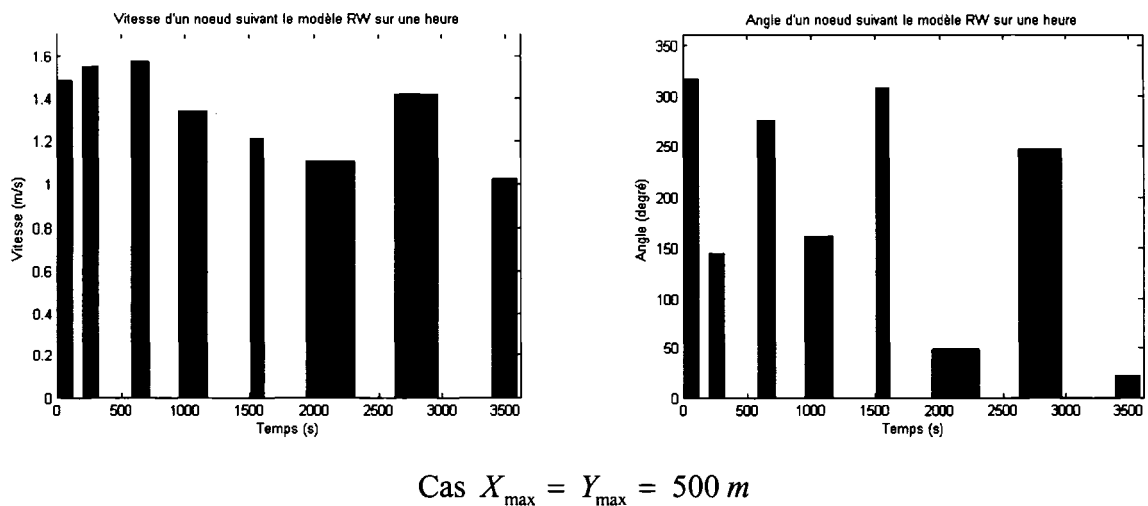 Vitesse d'un noeud suivant le modèle RW sur une heure
1.6
1.4
1.2
1
0.8
0.6
0.4
0.2
0
Vitesse (m/s)
0 500 1000 1500 2000 2500 3000 3500
Temps (s)
Angle d'un noeud suivant le modèle RW sur une heure
350
300
250
200
150
100
50
0
Angle (degré)
0 500 1000 1500 2000 2500 3000 3500
Temps (s)
Cas X_max = Y_max = 500 m